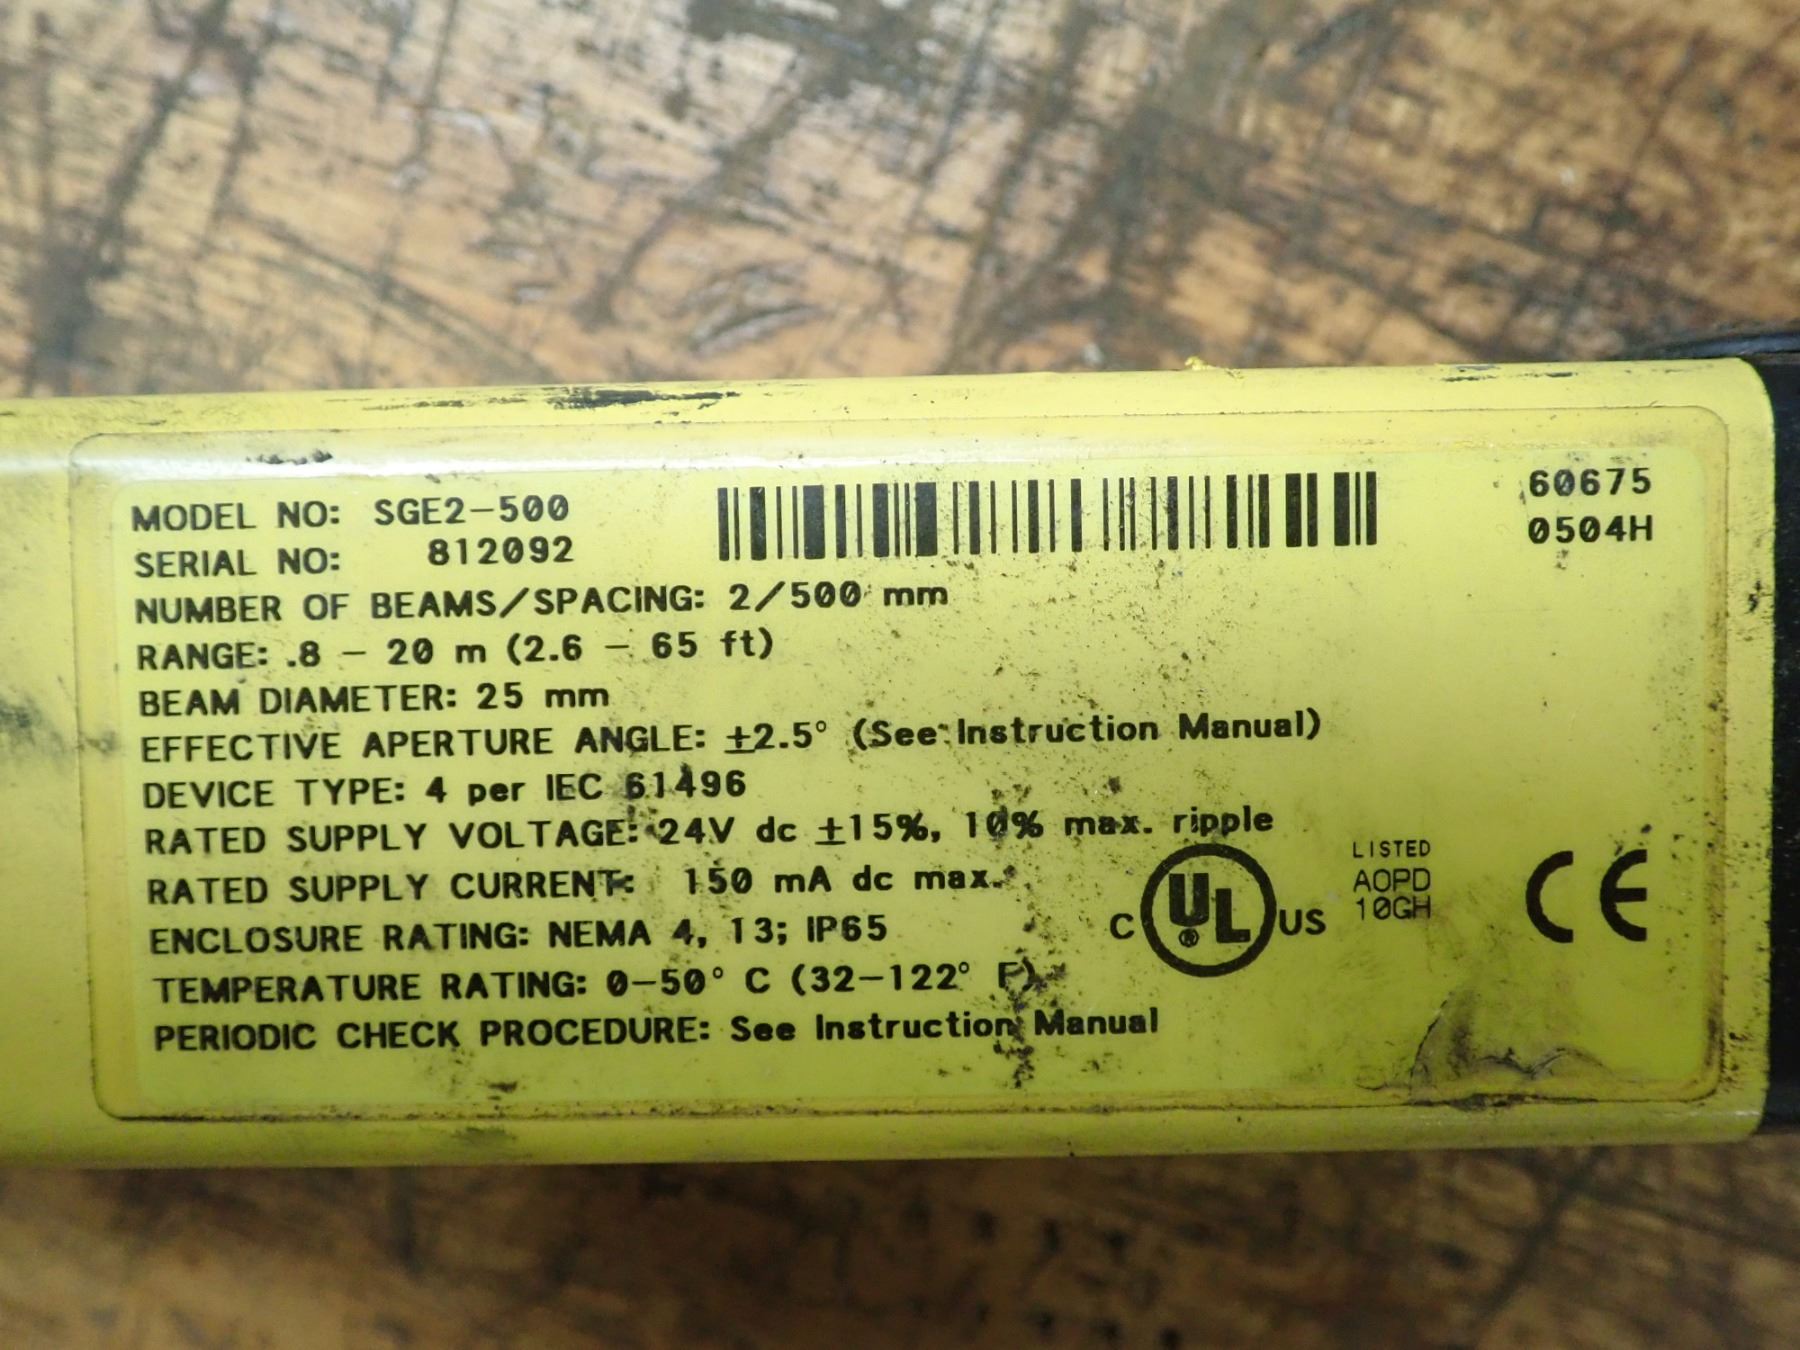 MODEL NO: SGE2-500
60675
SERIAL NO: 812092
0504H
NUMBER OF BEAMS/SPACING: 2/500 mm
RANGE: .8 - 20 m (2.6 - 65 ft)
BEAM DIAMETER: 25 mm
EFFECTIVE APERTURE ANGLE: ±2.5° (See Instruction Manual)
DEVICE TYPE: 4 per IEC 61496
RATED SUPPLY VOLTAGE: 24V dc ±15%, 10% max. ripple
RATED SUPPLY CURRENT: 150 mA dc max.
ENCLOSURE RATING: NEMA 4, 13; IP65
TEMPERATURE RATING: 0-50° C (32-122° F)
PERIODIC CHECK PROCEDURE: See Instruction Manual
C UL ® US
LISTED
AOPD
10GH
CE